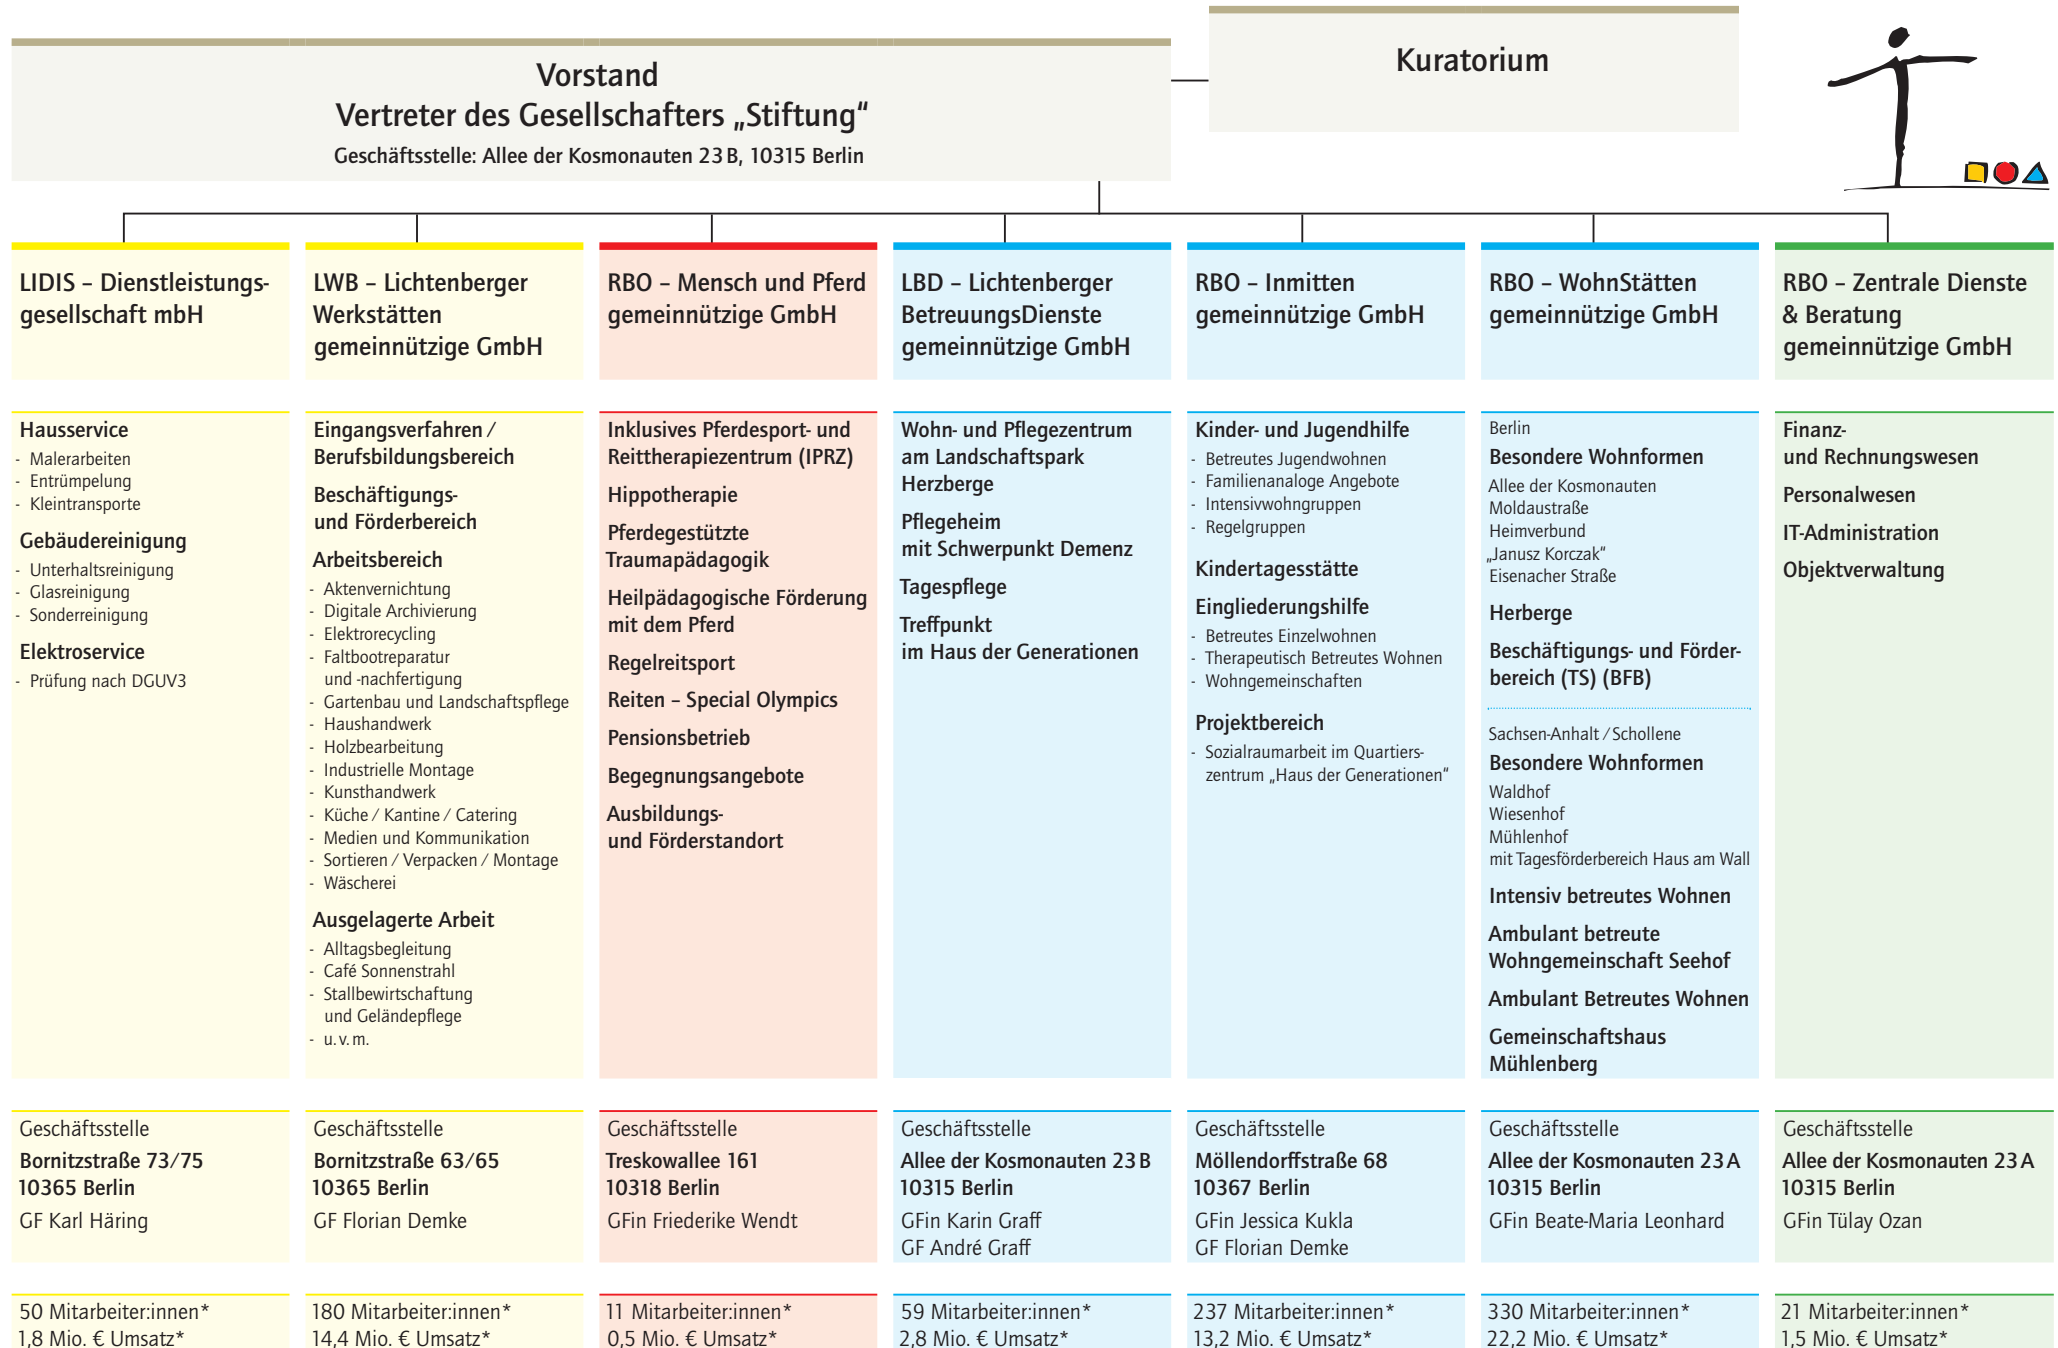 Vorstand
Vertreter des Gesellschafters „Stiftung“
Geschäftsstelle: Allee der Kosmonauten 23 B, 10315 Berlin
Kuratorium
LIDIS – Dienstleistungs-
gesellschaft mbH
Hausservice
- Malerarbeiten
- Entrümpelung
- Kleintransporte
Gebäudereinigung
- Unterhaltsreinigung
- Glasreinigung
- Sonderreinigung
Elektroservice
- Prüfung nach DGUV3
Geschäftsstelle
Bornitzstraße 73/75
10365 Berlin
GF Karl Häring
50 Mitarbeiter:innen*
1,8 Mio. € Umsatz*
LWB – Lichtenberger
Werkstätten
gemeinnützige GmbH
Eingangsverfahren /
Berufsbildungsbereich
Beschäftigungs-
und Förderbereich
Arbeitsbereich
- Aktenvernichtung
- Digitale Archivierung
- Elektrorecycling
- Faltbootreparatur
und -nachfertigung
- Gartenbau und Landschaftspflege
- Haushandwerk
- Holzbearbeitung
- Industrielle Montage
- Kunsthandwerk
- Küche / Kantine / Catering
- Medien und Kommunikation
- Sortieren / Verpacken / Montage
- Wäscherei
Ausgelagerte Arbeit
- Alltagsbegleitung
- Café Sonnenstrahl
- Stallbewirtschaftung
und Geländepflege
- u. v. m.
Geschäftsstelle
Bornitzstraße 63/65
10365 Berlin
GF Florian Demke
180 Mitarbeiter:innen*
14,4 Mio. € Umsatz*
RBO – Mensch und Pferd
gemeinnützige GmbH
Inklusives Pferdesport- und
Reittherapiezentrum (IPRZ)
Hippotherapie
Pferdegestützte
Traumapädagogik
Heilpädagogische Förderung
mit dem Pferd
Regelreitsport
Reiten – Special Olympics
Pensionsbetrieb
Begegnungsangebote
Ausbildungs-
und Förderstandort
Geschäftsstelle
Treskowallee 161
10318 Berlin
GFin Friederike Wendt
11 Mitarbeiter:innen*
0,5 Mio. € Umsatz*
LBD – Lichtenberger
BetreuungsDienste
gemeinnützige GmbH
Wohn- und Pflegezentrum
am Landschaftspark
Herzberge
Pflegeheim
mit Schwerpunkt Demenz
Tagespflege
Treffpunkt
im Haus der Generationen
Geschäftsstelle
Allee der Kosmonauten 23 B
10315 Berlin
GFin Karin Graff
GF André Graff
59 Mitarbeiter:innen*
2,8 Mio. € Umsatz*
RBO – Inmitten
gemeinnützige GmbH
Kinder- und Jugendhilfe
- Betreutes Jugendwohnen
- Familienanaloge Angebote
- Intensivwohngruppen
- Regelgruppen
Kindertagesstätte
Eingliederungshilfe
- Betreutes Einzelwohnen
- Therapeutisch Betreutes Wohnen
- Wohngemeinschaften
Projektbereich
- Sozialraumarbeit im Quartiers-
zentrum „Haus der Generationen“
Geschäftsstelle
Möllendorffstraße 68
10367 Berlin
GFin Jessica Kukla
GF Florian Demke
237 Mitarbeiter:innen*
13,2 Mio. € Umsatz*
RBO – WohnStätten
gemeinnützige GmbH
Berlin
Besondere Wohnformen
Allee der Kosmonauten
Moldaustraße
Heimverbund
„Janusz Korczak“
Eisenacher Straße
Herberge
Beschäftigungs- und Förder-
bereich (TS) (BFB)
Sachsen-Anhalt / Schollene
Besondere Wohnformen
Waldhof
Wiesenhof
Mühlenhof
mit Tagesförderbereich Haus am Wall
Intensiv betreutes Wohnen
Ambulant betreute
Wohngemeinschaft Seehof
Ambulant Betreutes Wohnen
Gemeinschaftshaus
Mühlenberg
Geschäftsstelle
Allee der Kosmonauten 23 A
10315 Berlin
GFin Beate-Maria Leonhard
330 Mitarbeiter:innen*
22,2 Mio. € Umsatz*
RBO – Zentrale Dienste
& Beratung
gemeinnützige GmbH
Finanz-
und Rechnungswesen
Personalwesen
IT-Administration
Objektverwaltung
Geschäftsstelle
Allee der Kosmonauten 23 A
10315 Berlin
GFin Tülay Ozan
21 Mitarbeiter:innen*
1,5 Mio. € Umsatz*